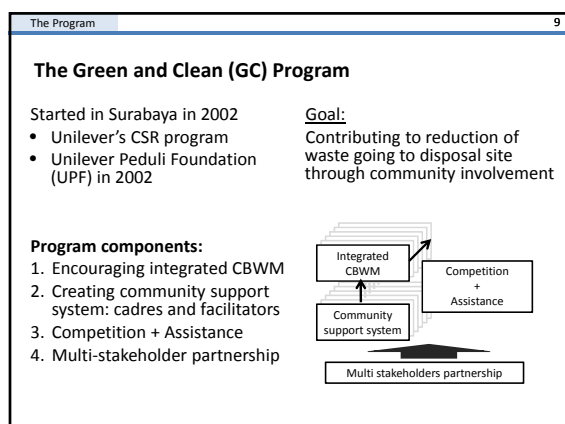 The Program
9
The Green and Clean (GC) Program
Started in Surabaya in 2002
• Unilever's CSR program
• Unilever Peduli Foundation
(UPF) in 2002
Goal:
Contributing to reduction of
waste going to disposal site
through community involvement
Program components:
1. Encouraging integrated CBWM
2. Creating community support
system: cadres and facilitators
3. Competition + Assistance
4. Multi-stakeholder partnership
Integrated
CBWM
Competition
+
Assistance
Community
support system
Multi stakeholders partnership